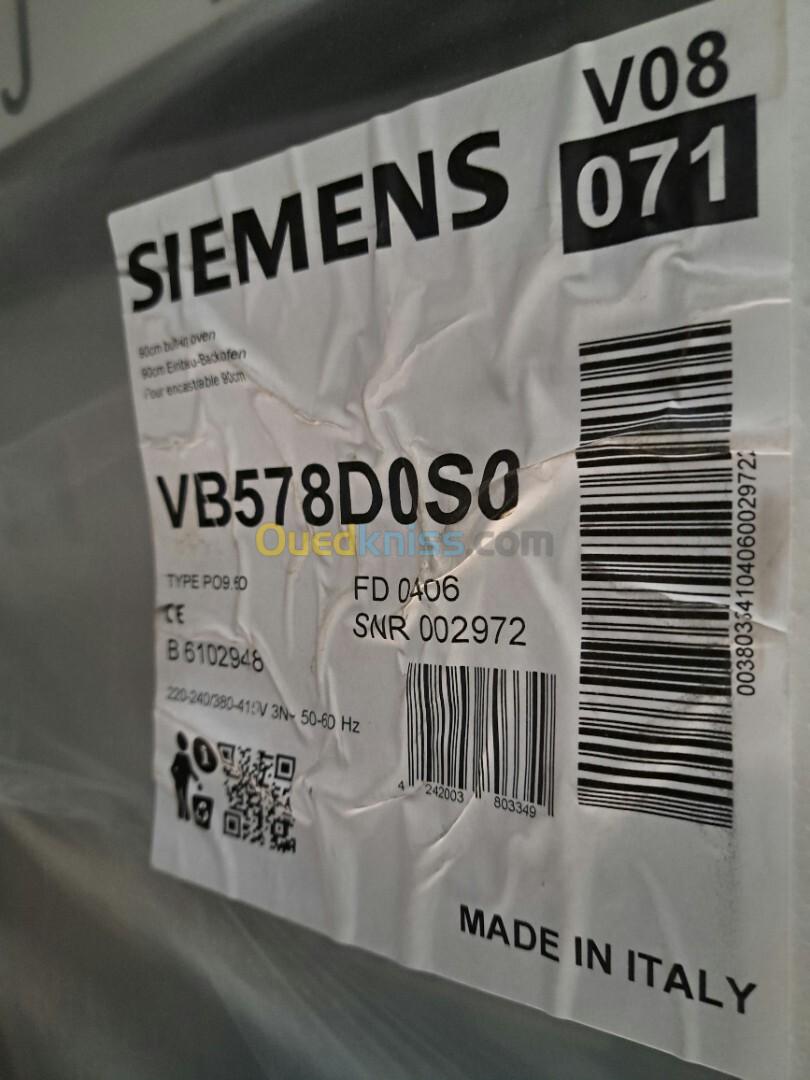 V08
071
SIEMENS
90cm built-in oven
90cm Einbau-Backofen
Four encastrable 90cm
VB578D0S0
Ouedkniss.com
TYPE PO9.6D
FD 0406
CE
SNR 002972
B 6102948
220-240/380-415V 3N~ 50-60 Hz
4 242003 803349
MADE IN ITALY